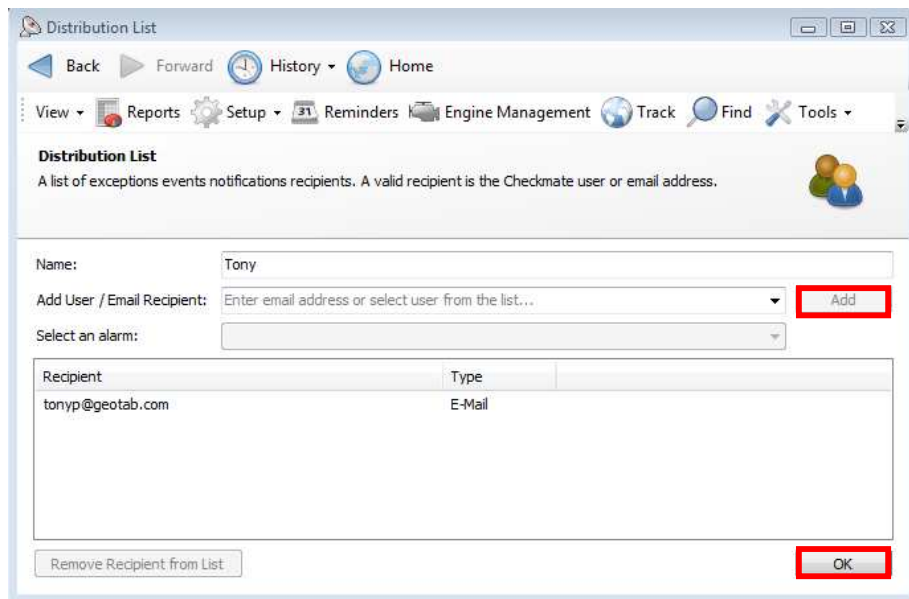 Distribution List
Back Forward History Home
View Reports 31 Setup Reminders Engine Management Track Find Tools
Distribution List
A list of exceptions events notifications recipients. A valid recipient is the Checkmate user or email address.
Name: Tony
Add User / Email Recipient: Enter email address or select user from the list... Add
Select an alarm:
Recipient Type
tonyp@geotab.com E-Mail
Remove Recipient from List OK